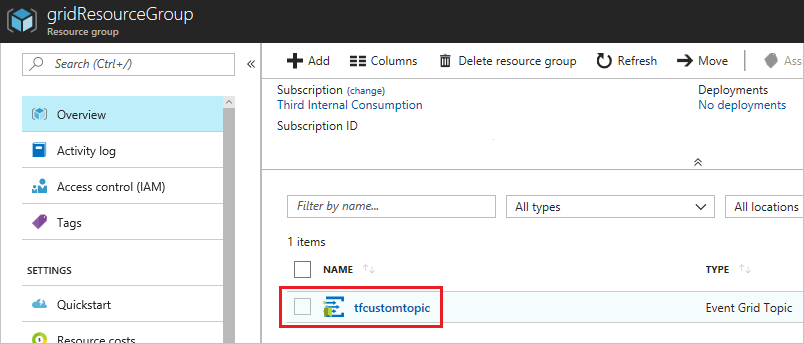 gridResourceGroup
Resource group
Search (Ctrl+/)
Overview
Activity log
Access control (IAM)
Tags
SETTINGS
Quickstart
Resource costs
Add Columns Delete resource group Refresh Move Ass
Subscription (change) Deployments
Third Internal Consumption No deployments
Subscription ID
Filter by name... All types All locations
1 items
NAME TYPE
tfcustomtopic Event Grid Topic